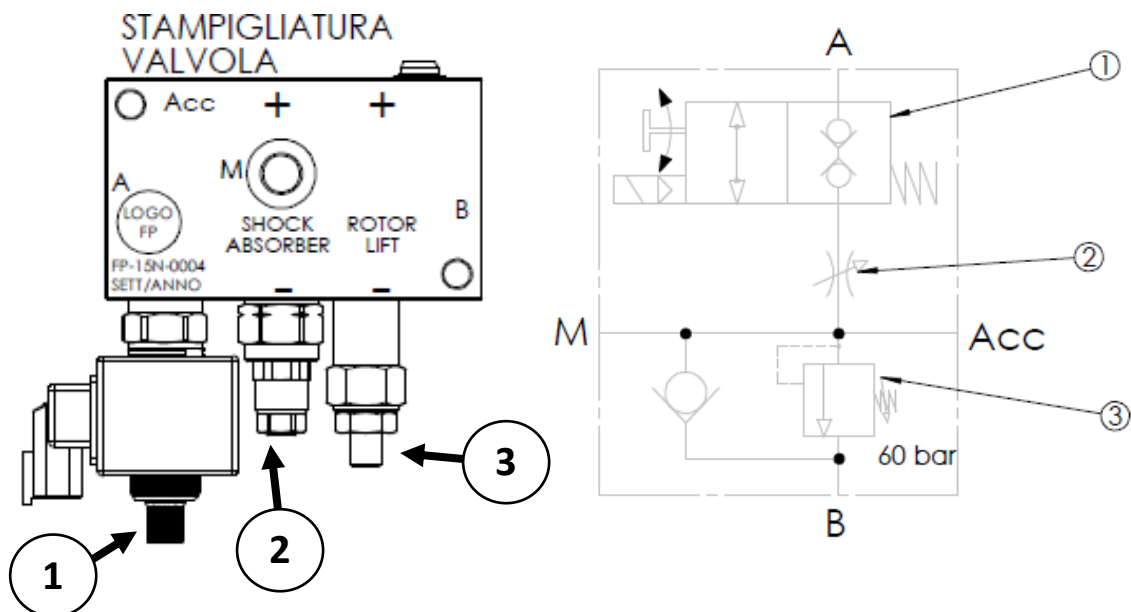 STAMPIGLIATURA
VALVOLA
Acc + +
M
A
LOGO
FP
SHOCK
ABSORBER
ROTOR
LIFT
B
FP-15N-0004
SETT/ANNO
- -
1
2
3
A
1
2
M
Acc
3
60 bar
B